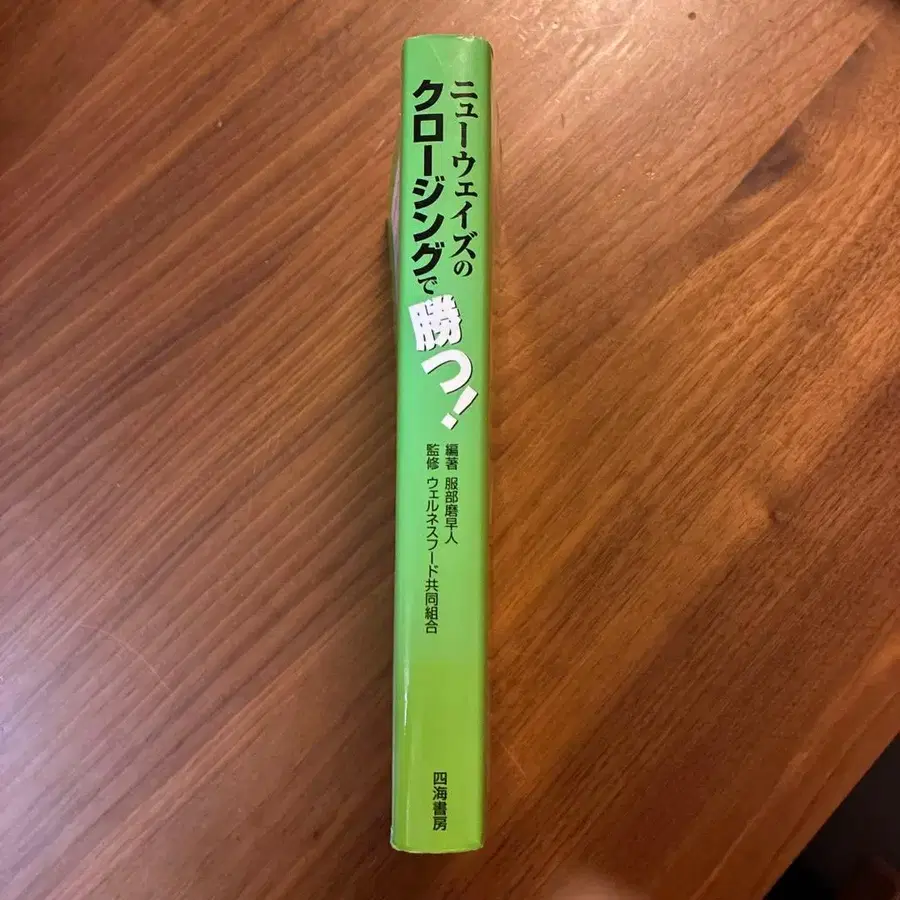 ニューウェイズの
クロージングで
勝つ!
編著 服部磨早人
監修 ウェルネスフード共同組合
四海書房